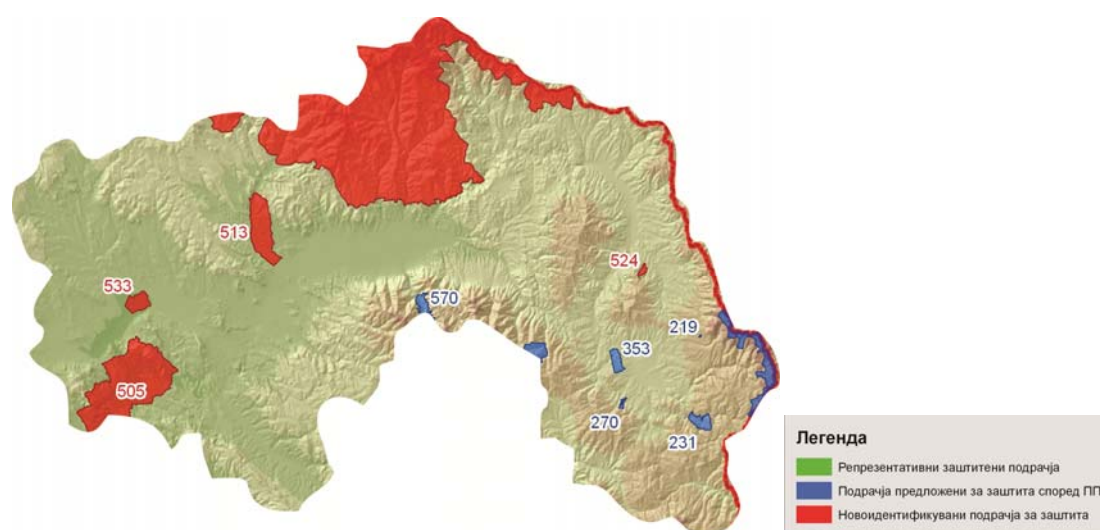 513
524
533
570
219
353
505
270
231
Легенда
Репрезентативни заштитени подрачја
Подрачја предложени за заштита според ПП
Новоидентификувани подрачја за заштита